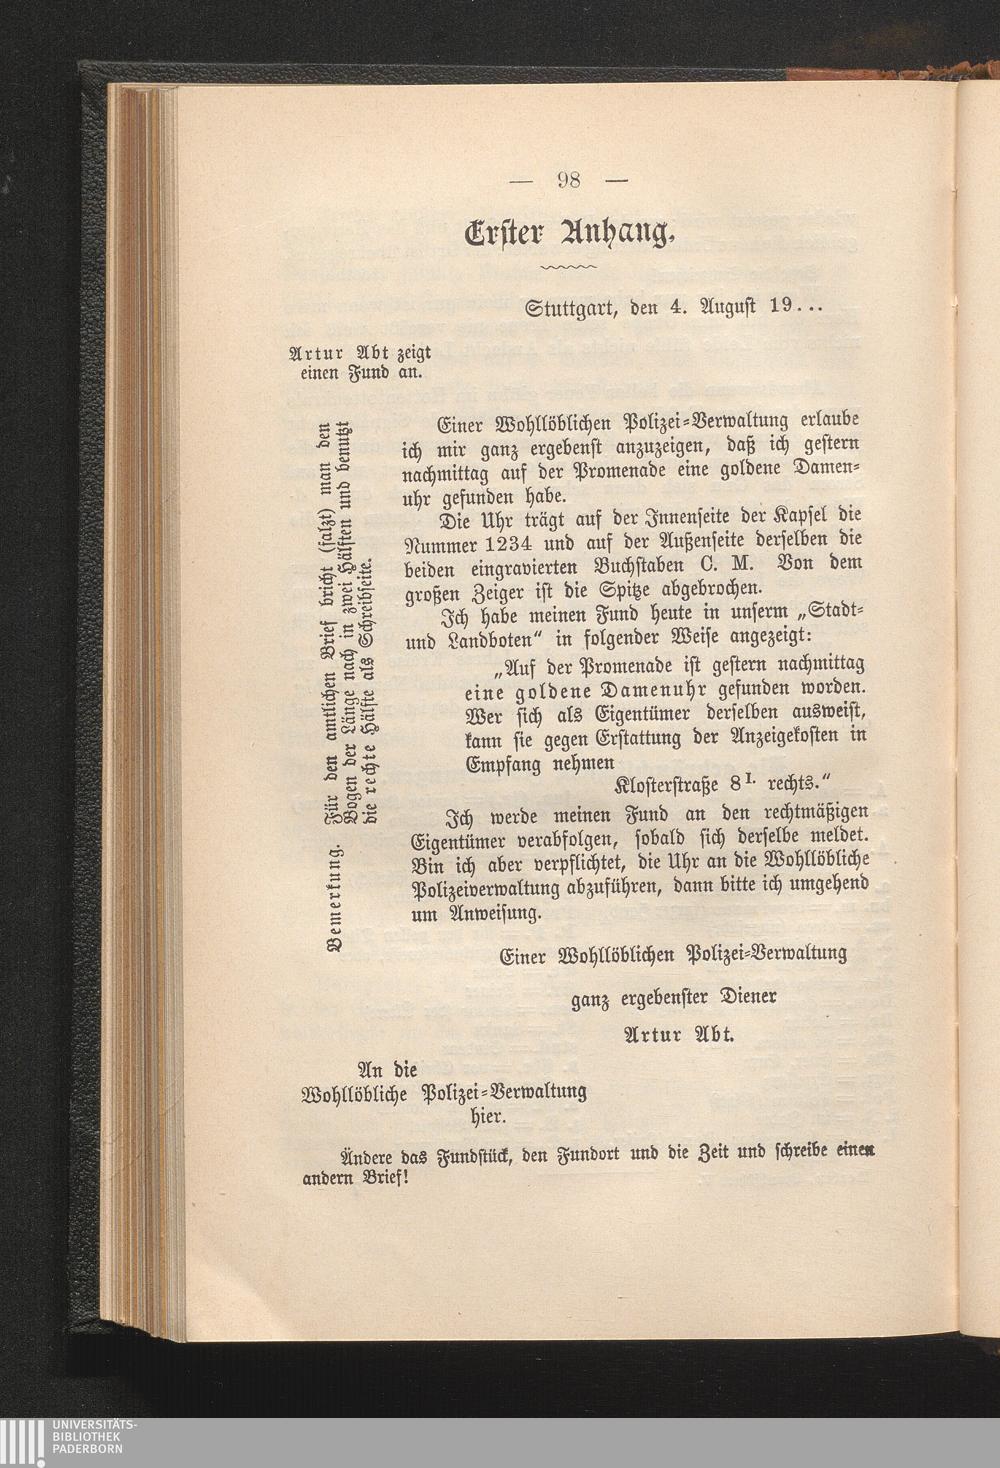 — 98 —
Erster Anhang.
Stuttgart, den 4. August 19...
Artur Abt zeigt
einen Fund an.
Einer Wohllöblichen Polizei-Verwaltung erlaube
ich mir ganz ergebenst anzuzeigen, daß ich gestern
nachmittag auf der Promenade eine goldene Damen-
uhr gefunden habe.
Die Uhr trägt auf der Innenseite der Kapsel die
Nummer 1234 und auf der Außenseite derselben die
beiden eingravierten Buchstaben C. M. Von dem
großen Zeiger ist die Spitze abgebrochen.
Ich habe meinen Fund heute in unserm „Stadt-
und Landboten“ in folgender Weise angezeigt:
„Auf der Promenade ist gestern nachmittag
eine goldene Damenuhr gefunden worden.
Wer sich als Eigentümer derselben ausweist,
kann sie gegen Erstattung der Anzeigekosten in
Empfang nehmen
Klosterstraße 8 I. rechts.“
Ich werde meinen Fund an den rechtmäßigen
Eigentümer verabfolgen, sobald sich derselbe meldet.
Bin ich aber verpflichtet, die Uhr an die Wohllöbliche
Polizeiverwaltung abzuführen, dann bitte ich umgehend
um Anweisung.
Einer Wohllöblichen Polizei-Verwaltung
ganz ergebenster Diener
Artur Abt.
An die
Wohllöbliche Polizei-Verwaltung
hier.
Bemerkung. Für den amtlichen Brief bricht (falzt) man den
Bogen der Länge nach in zwei Hälften und benutzt
die rechte Hälfte als Schreibseite.
Ändere das Fundstück, den Fundort und die Zeit und schreibe einen
andern Brief!
UNIVERSITÄTS-
BIBLIOTHEK
PADERBORN